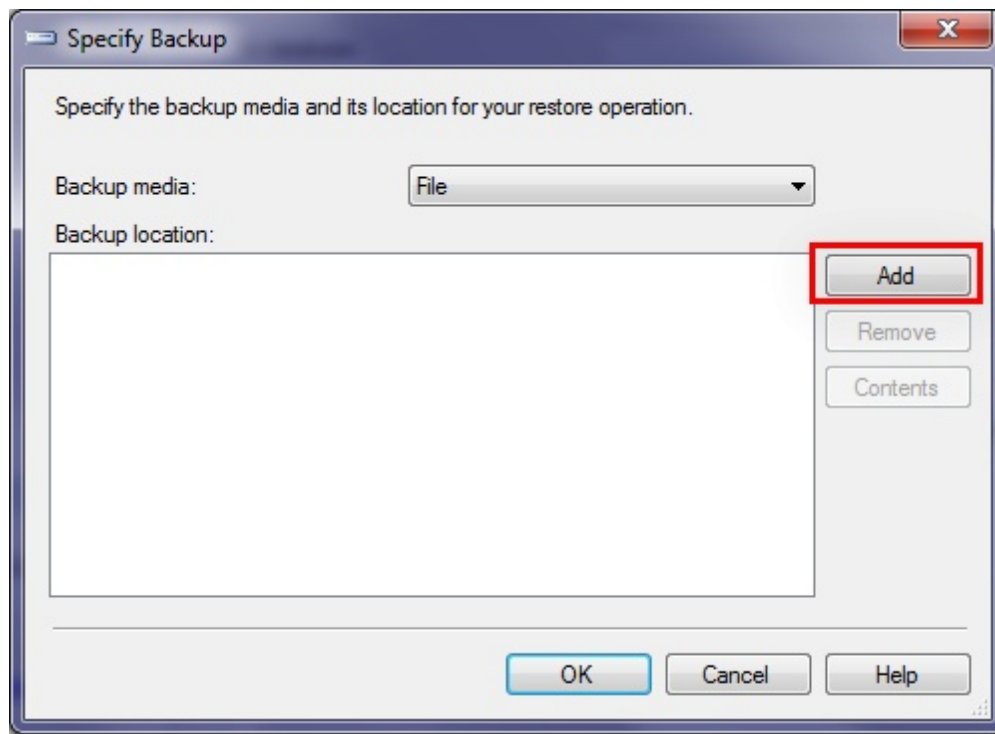 Specify Backup
Specify the backup media and its location for your restore operation.
Backup media:
File
Backup location:
Add
Remove
Contents
OK
Cancel
Help